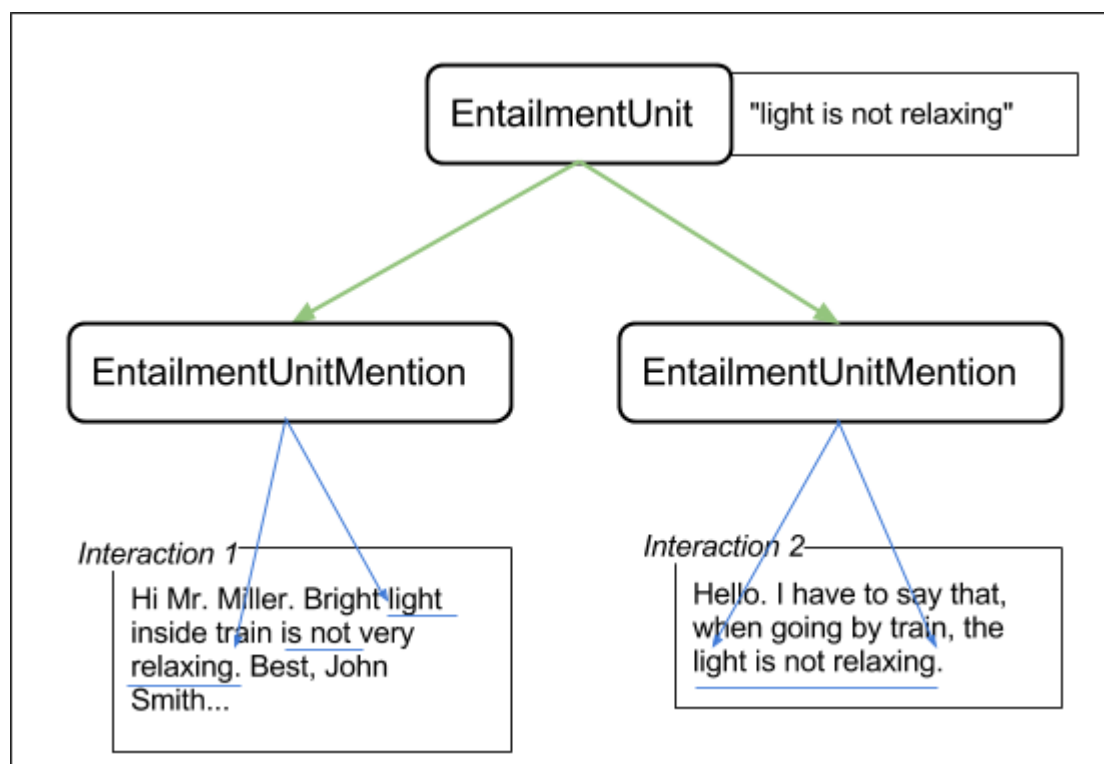 EntailmentUnit
"light is not relaxing"
EntailmentUnitMention
EntailmentUnitMention
Interaction 1
Hi Mr. Miller. Bright light
inside train is not very
relaxing. Best, John
Smith...
Interaction 2
Hello. I have to say that,
when going by train, the
light is not relaxing.